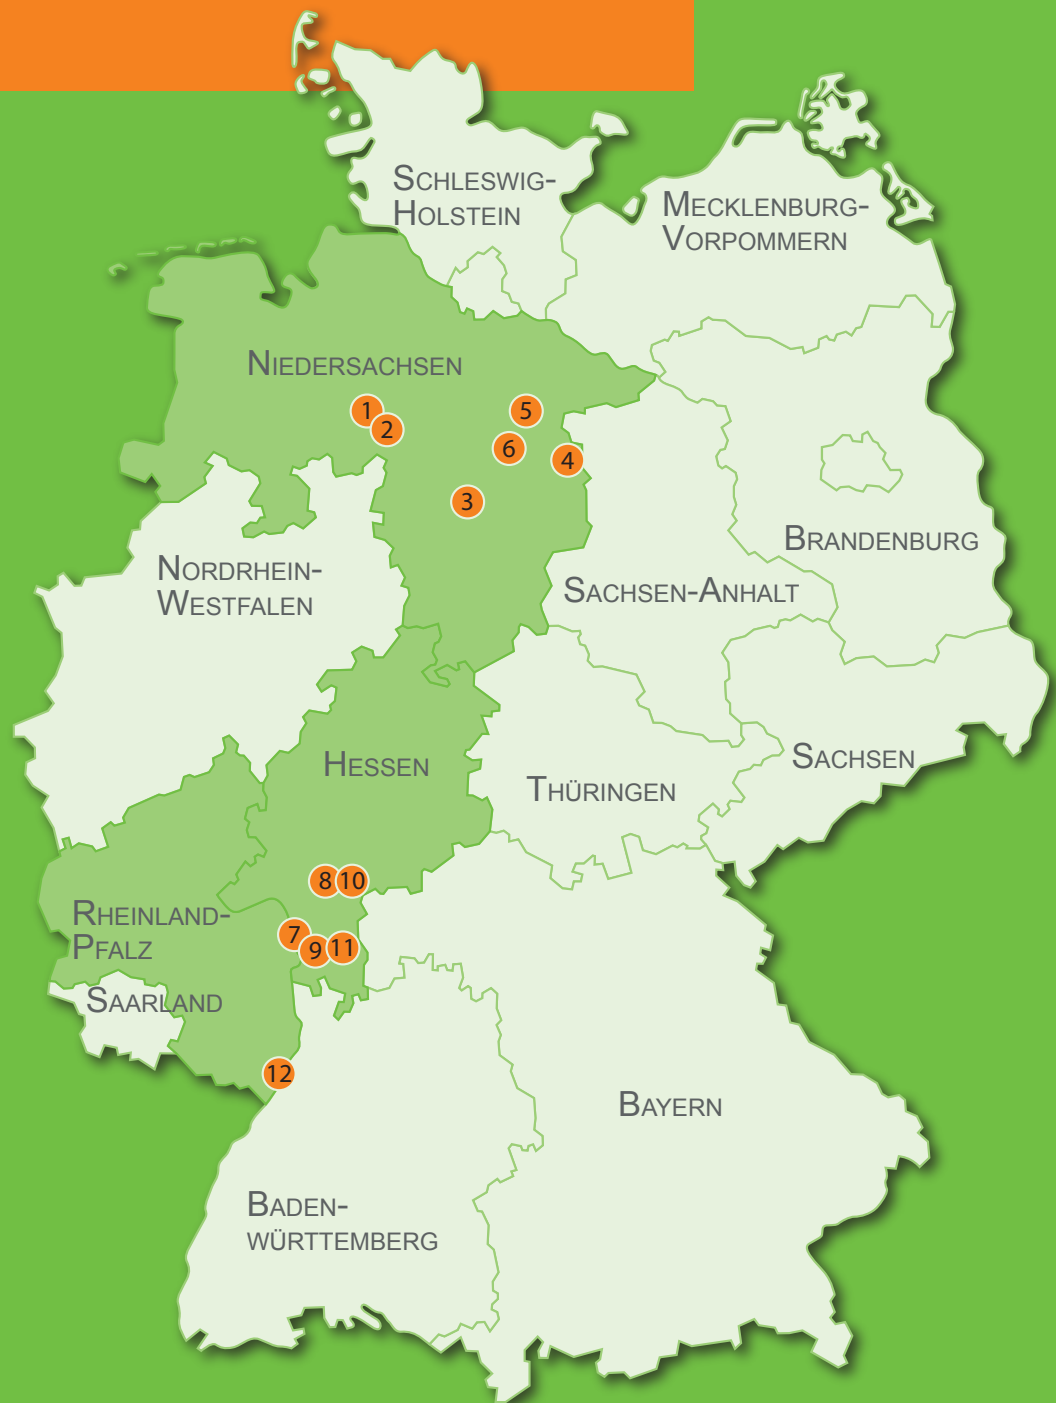 Schleswig-
Holstein
Mecklenburg-
Vorpommern
Niedersachsen
1
2
5
6
4
3
Brandenburg
Nordrhein-
Westfalen
Sachsen-Anhalt
Hessen
Sachsen
Thüringen
8
10
Rheinland-
Pfalz
7
9
11
Saarland
12
Bayern
Baden-
württemberg